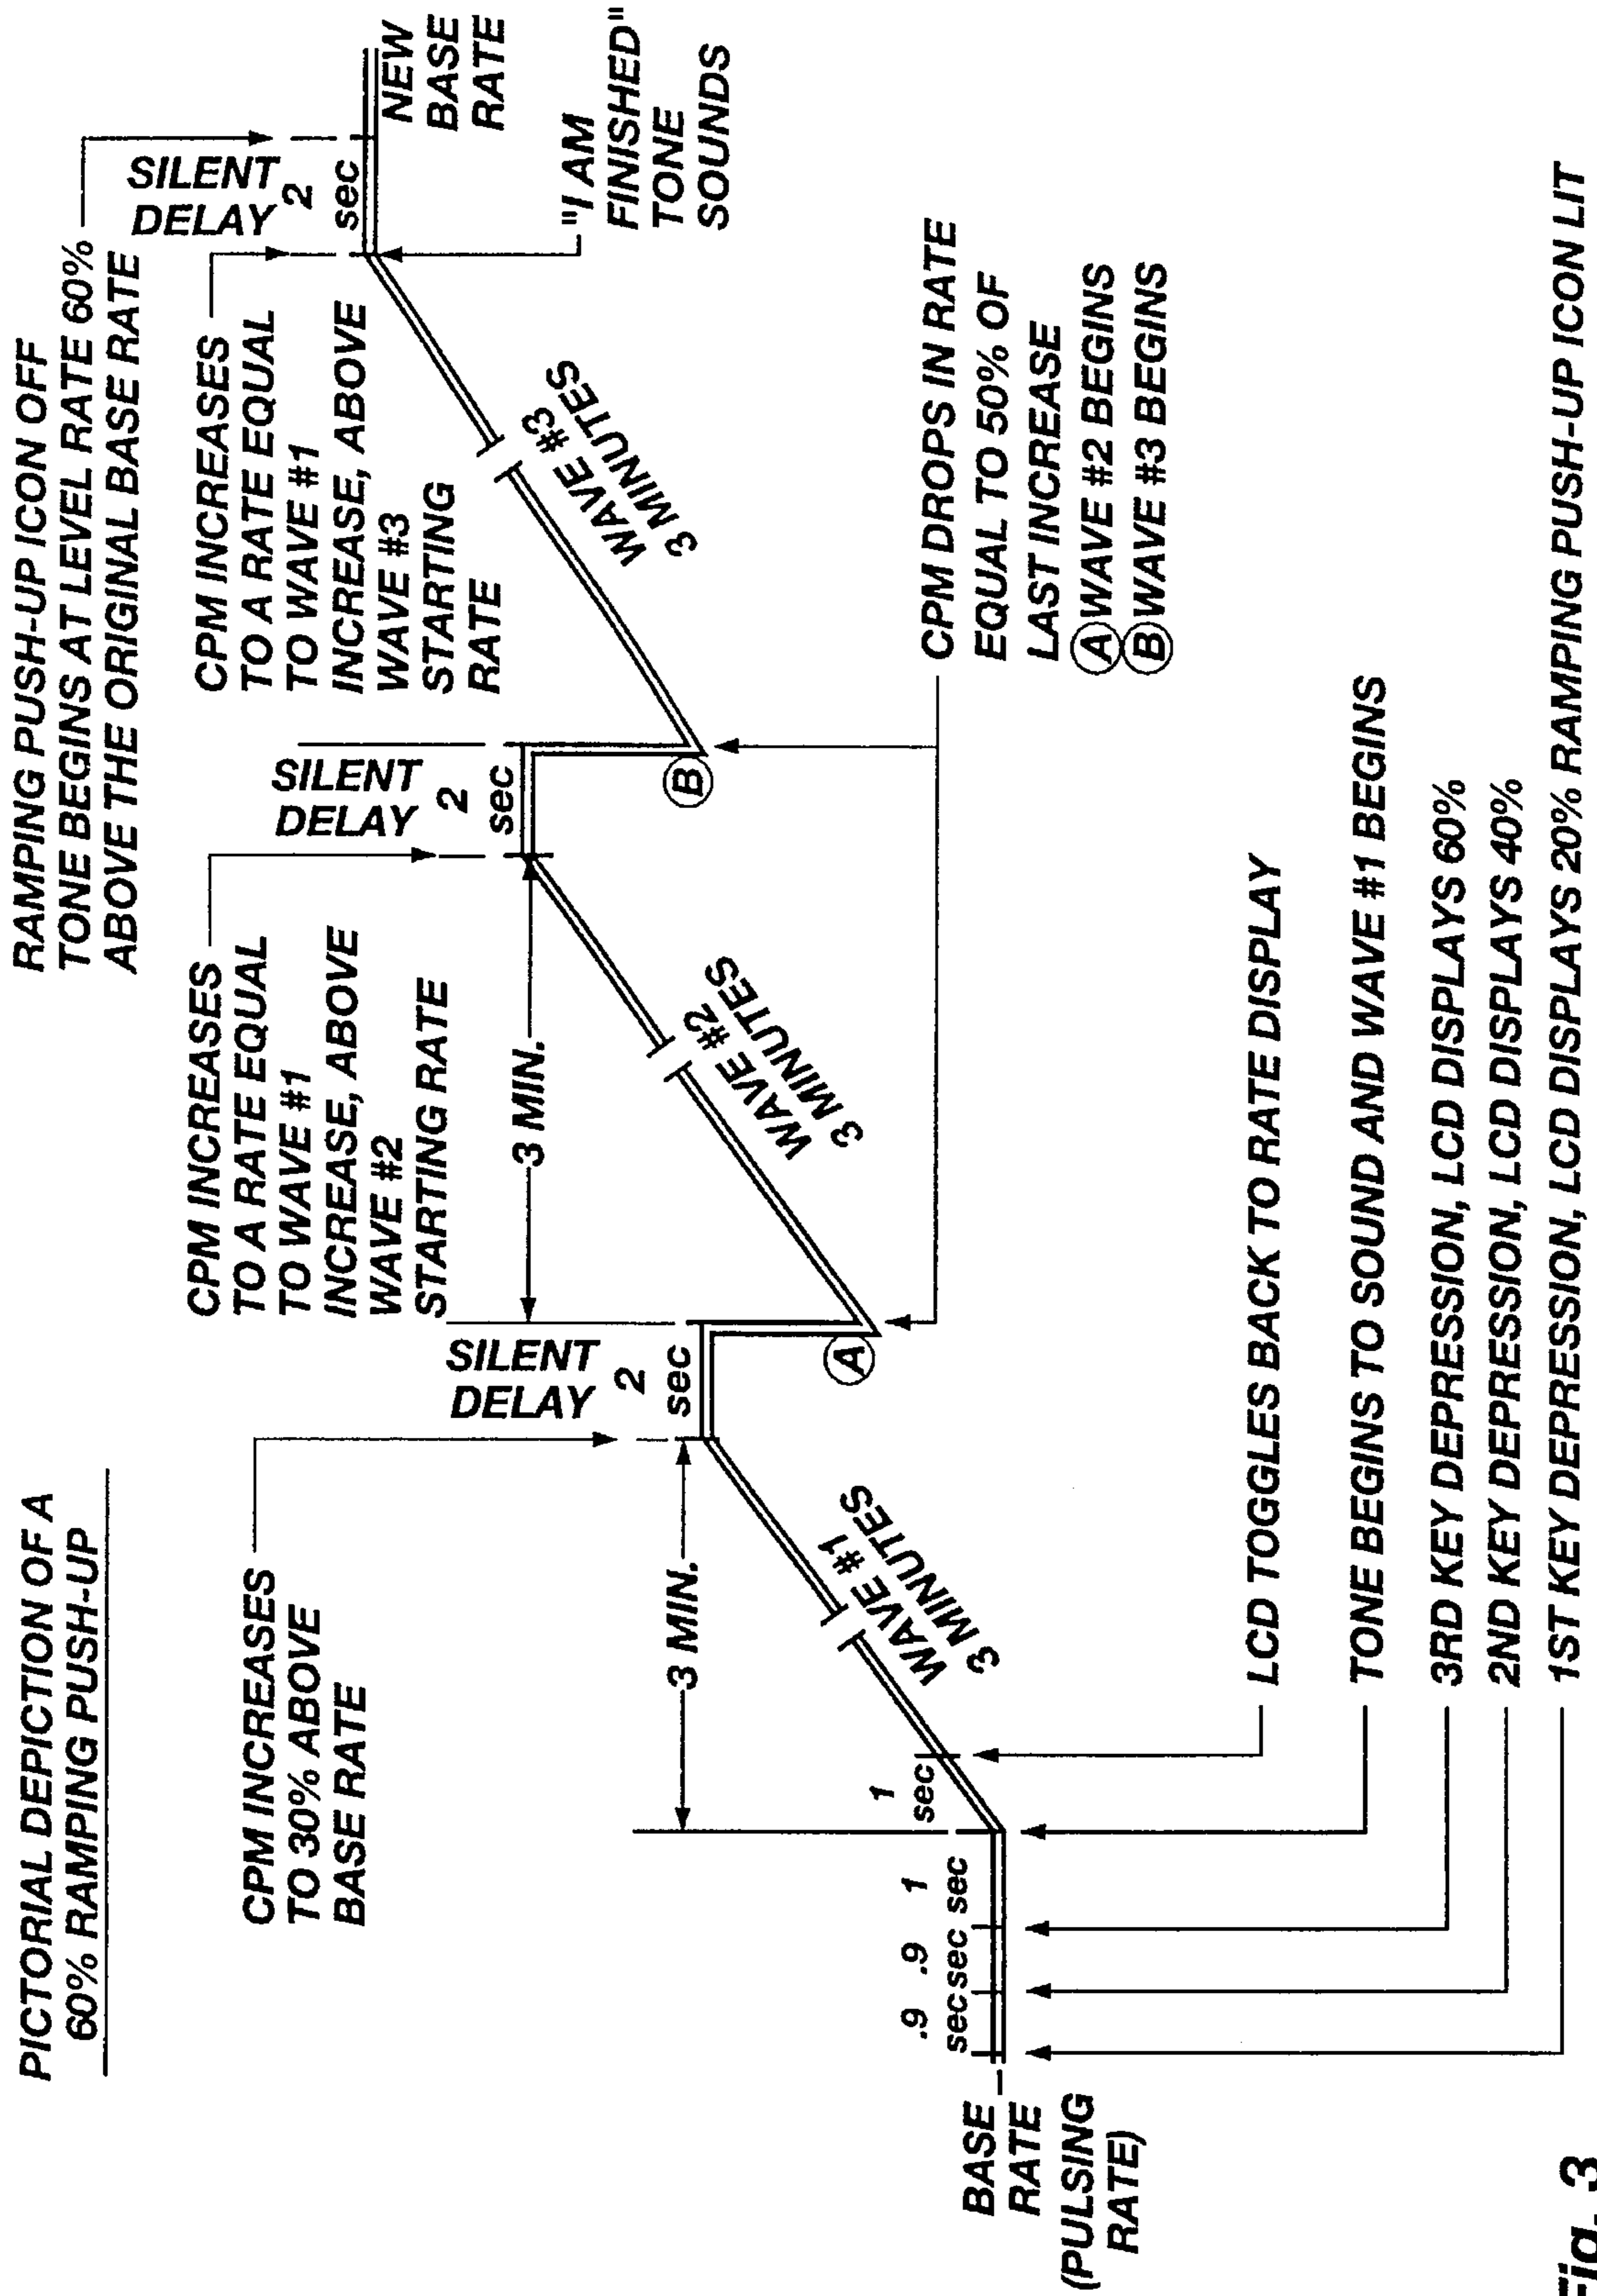 PICTORIAL DEPICTION OF A
60% RAMPING PUSH-UP
RAMPING PUSH-UP ICON OFF
TONE BEGINS AT LEVEL RATE 60%
ABOVE THE ORIGINAL BASE RATE
CPM INCREASES
TO 30% ABOVE
BASE RATE
CPM INCREASES
TO A RATE EQUAL
TO WAVE #1
INCREASE, ABOVE
WAVE #2
STARTING RATE
CPM INCREASES
TO A RATE EQUAL
TO WAVE #1
INCREASE, ABOVE
WAVE #3
STARTING
RATE
SILENT
DELAY
2
sec
SILENT
DELAY
2
sec
SILENT
DELAY
2
sec
NEW
BASE
RATE
"I AM
FINISHED"
TONE
SOUNDS
3 MIN.
3 MIN.
WAVE #1
3 MINUTES
WAVE #2
3 MINUTES
WAVE #3
3 MINUTES
A
B
BASE
RATE
(PULSING
RATE)
.9
sec
.9
sec
1
sec
1
sec
CPM DROPS IN RATE
EQUAL TO 50% OF
LAST INCREASE
A WAVE #2 BEGINS
B WAVE #3 BEGINS
LCD TOGGLES BACK TO RATE DISPLAY
TONE BEGINS TO SOUND AND WAVE #1 BEGINS
3RD KEY DEPRESSION, LCD DISPLAYS 60%
2ND KEY DEPRESSION, LCD DISPLAYS 40%
1ST KEY DEPRESSION, LCD DISPLAYS 20% RAMPING PUSH-UP ICON LIT
Fig. 3